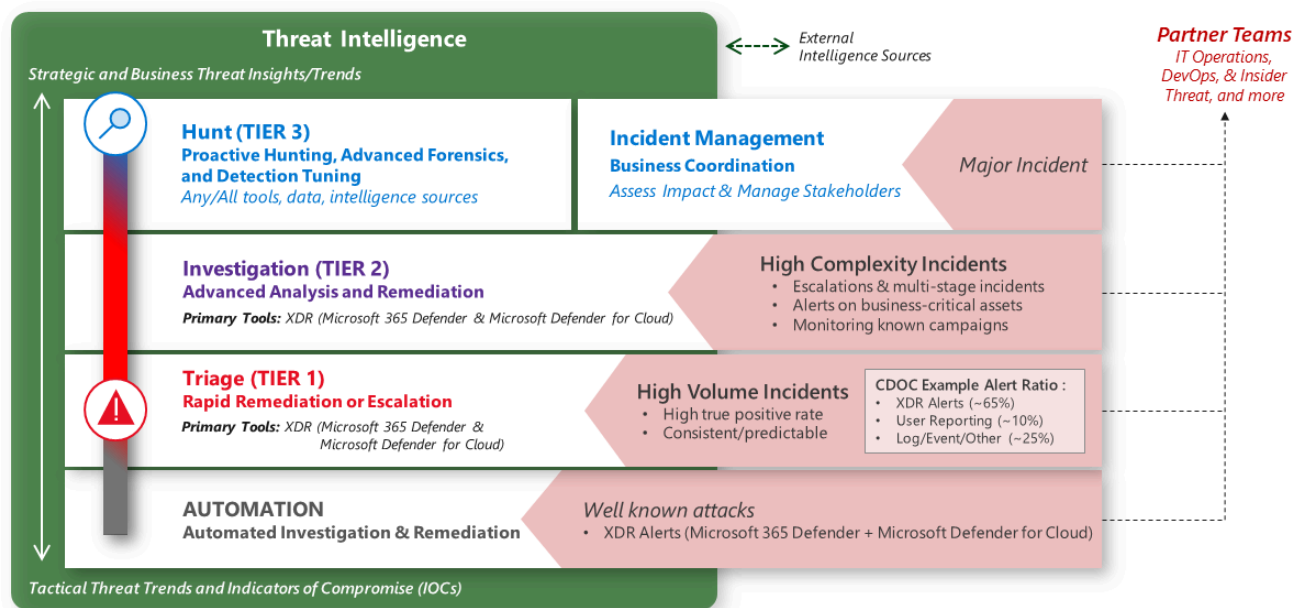 Threat Intelligence
Strategic and Business Threat Insights/Trends
External
Intelligence Sources
Partner Teams
IT Operations,
DevOps, & Insider
Threat, and more
Hunt (TIER 3)
Proactive Hunting, Advanced Forensics,
and Detection Tuning
Any/All tools, data, intelligence sources
Incident Management
Business Coordination
Assess Impact & Manage Stakeholders
Major Incident
Investigation (TIER 2)
Advanced Analysis and Remediation
Primary Tools: XDR (Microsoft 365 Defender & Microsoft Defender for Cloud)
High Complexity Incidents
• Escalations & multi-stage incidents
• Alerts on business-critical assets
• Monitoring known campaigns
Triage (TIER 1)
Rapid Remediation or Escalation
Primary Tools: XDR (Microsoft 365 Defender &
Microsoft Defender for Cloud)
High Volume Incidents
• High true positive rate
• Consistent/predictable
CDOC Example Alert Ratio :
• XDR Alerts (~65%)
• User Reporting (~10%)
• Log/Event/Other (~25%)
AUTOMATION
Automated Investigation & Remediation
Well known attacks
• XDR Alerts (Microsoft 365 Defender + Microsoft Defender for Cloud)
Tactical Threat Trends and Indicators of Compromise (IOCs)